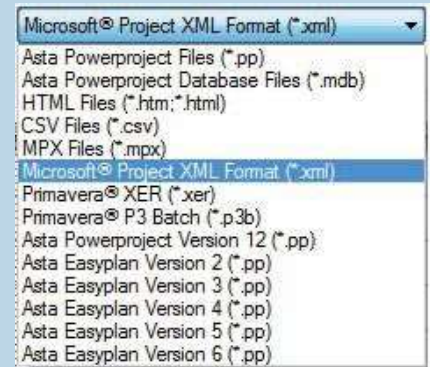 Microsoft® Project XML Format (*.xml)
Asta Powerproject Files (*.pp)
Asta Powerproject Database Files (*.mdb)
HTML Files (*.htm;*.html)
CSV Files (*.csv)
MPX Files (*.mpx)
Microsoft® Project XML Format (*.xml)
Primavera® XER (*.xer)
Primavera® P3 Batch (*.p3b)
Asta Powerproject Version 12 (*.pp)
Asta Easyplan Version 2 (*.pp)
Asta Easyplan Version 3 (*.pp)
Asta Easyplan Version 4 (*.pp)
Asta Easyplan Version 5 (*.pp)
Asta Easyplan Version 6 (*.pp)